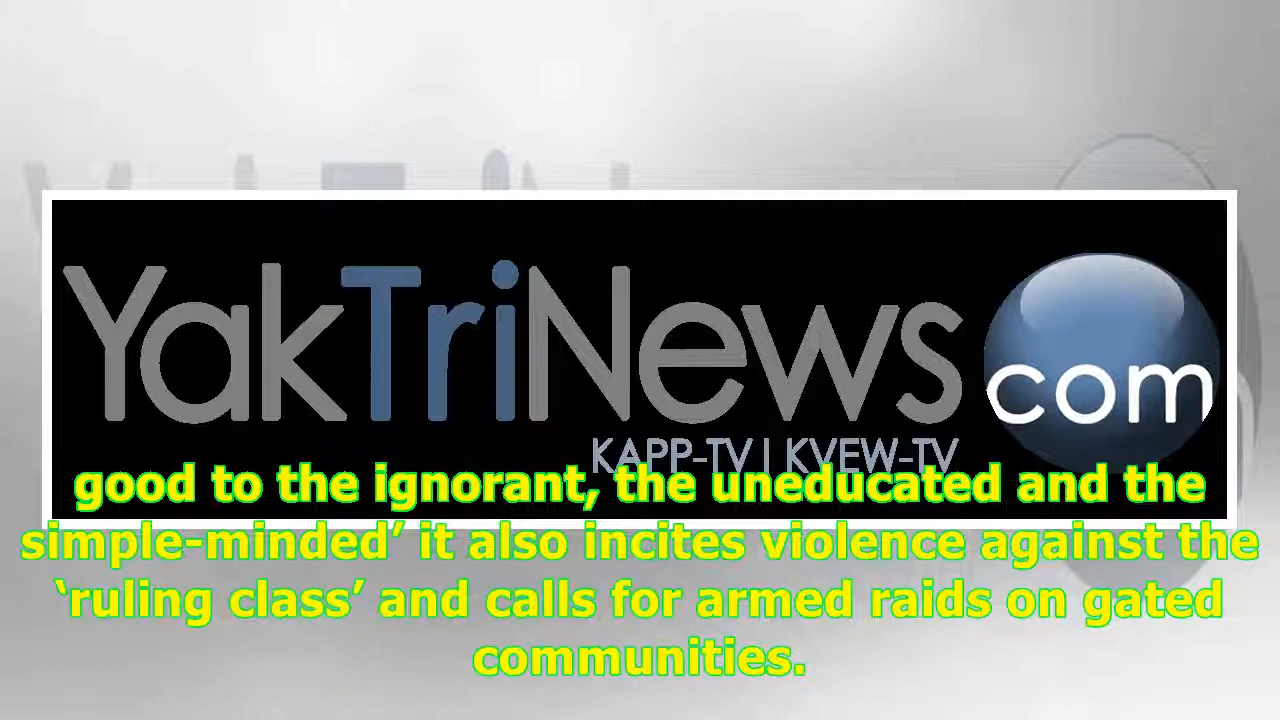 YakTriNews
com
KAPP-TV | KVEW-TV
good to the ignorant, the uneducated and the
simple-minded’ it also incites violence against the
‘ruling class’ and calls for armed raids on gated
communities.